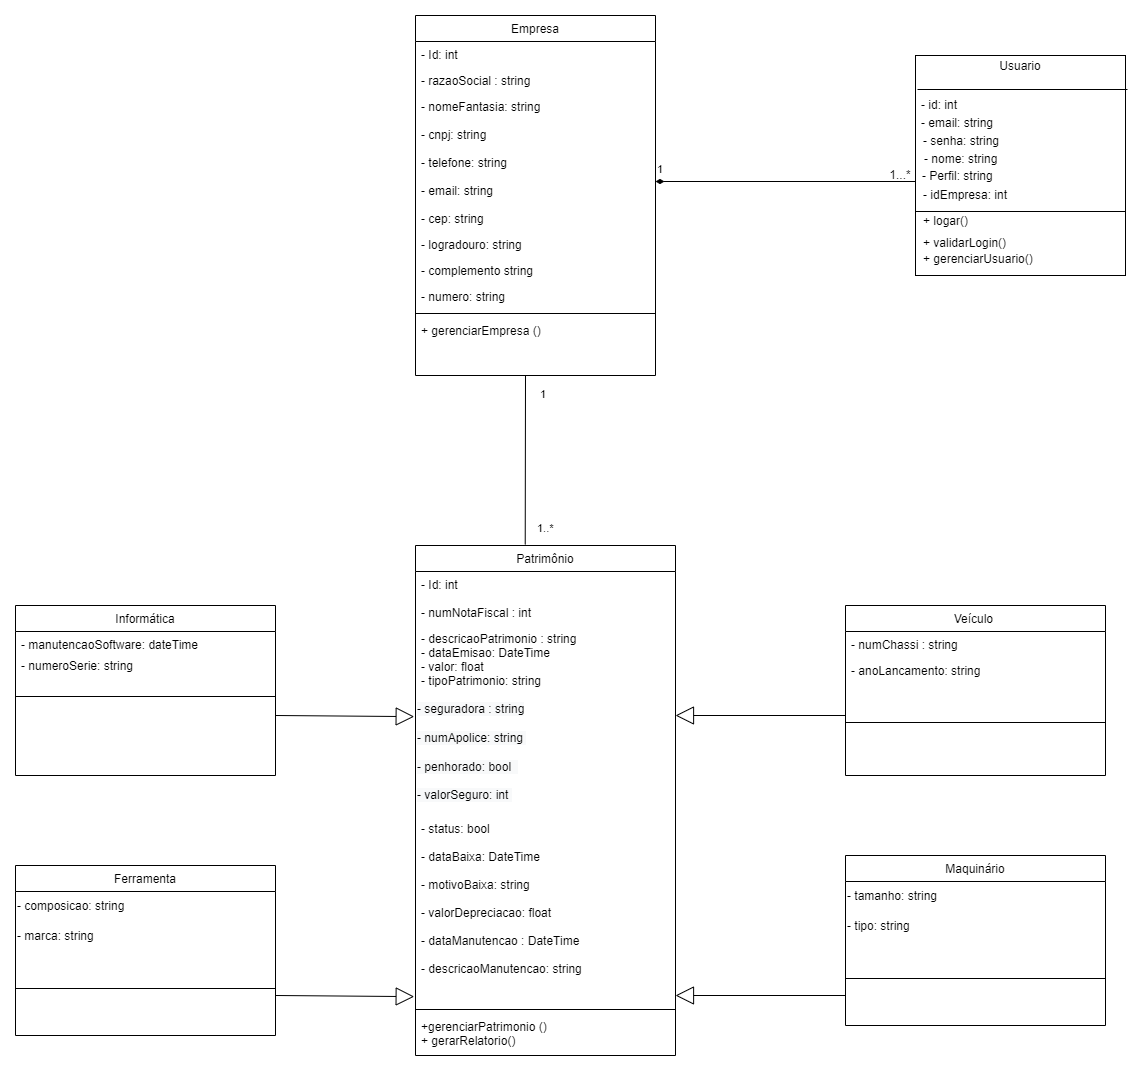 Empresa
- Id: int
- razaoSocial : string
- nomeFantasia: string
- cnpj: string
- telefone: string
- email: string
- cep: string
- logradouro: string
- complemento string
- numero: string
+ gerenciarEmpresa ()
Usuario
- id: int
- email: string
- senha: string
- nome: string
- Perfil: string
- idEmpresa: int
+ logar()
+ validarLogin()
+ gerenciarUsuario()
1
1...*
1
1..*
Patrimônio
- Id: int
- numNotaFiscal : int
- descricaoPatrimonio : string
- dataEmisao: DateTime
- valor: float
- tipoPatrimonio: string
- seguradora : string
- numApolice: string
- penhorado: bool
- valorSeguro: int
- status: bool
- dataBaixa: DateTime
- motivoBaixa: string
- valorDepreciacao: float
- dataManutencao : DateTime
- descricaoManutencao: string
+gerenciarPatrimonio ()
+ gerarRelatorio()
Informática
- manutencaoSoftware: dateTime
- numeroSerie: string
Veículo
- numChassi : string
- anoLancamento: string
Ferramenta
- composicao: string
- marca: string
Maquinário
- tamanho: string
- tipo: string